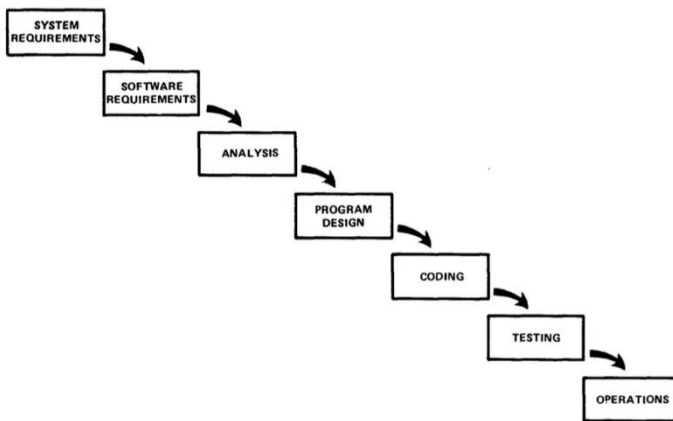 SYSTEM
REQUIREMENTS
SOFTWARE
REQUIREMENTS
ANALYSIS
PROGRAM
DESIGN
CODING
TESTING
OPERATIONS